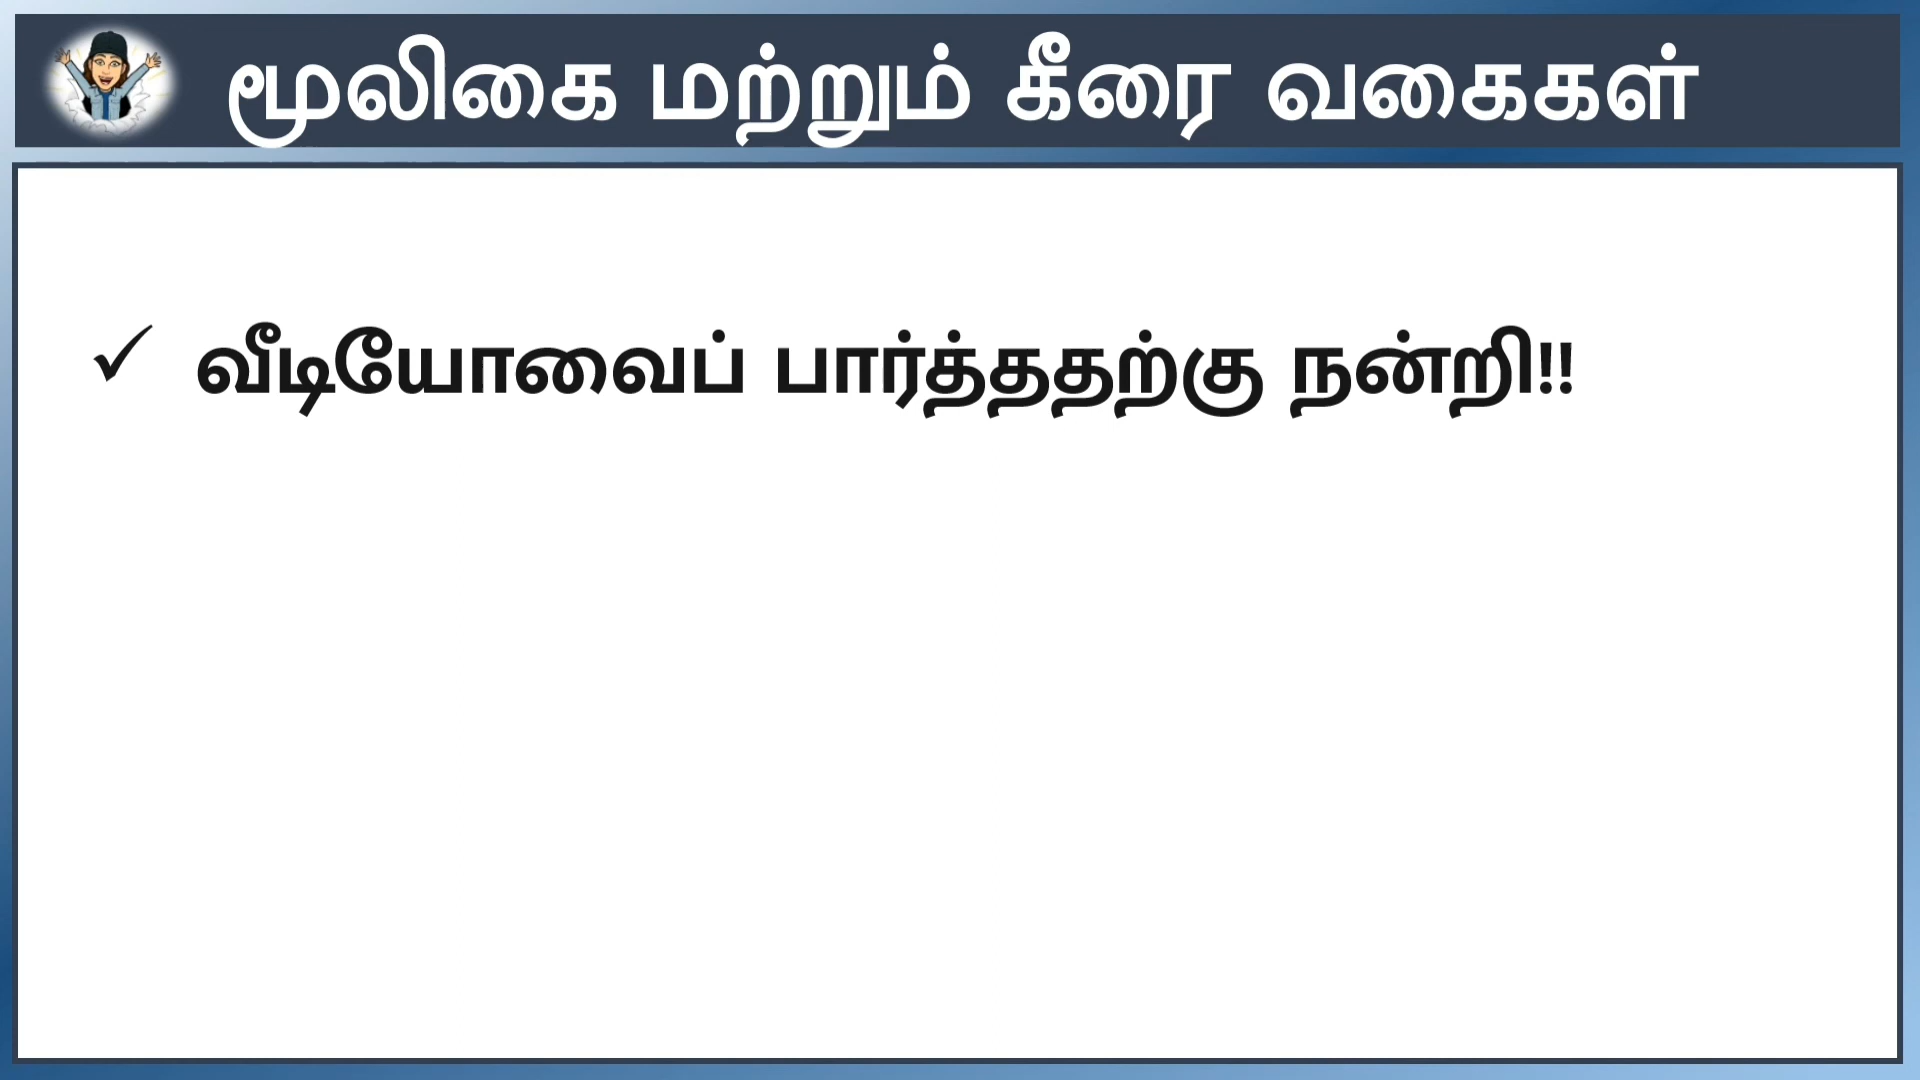 மூலிகை மற்றும் கீரை வகைகள்
✓ வீடியோவைப் பார்த்ததற்கு நன்றி!!